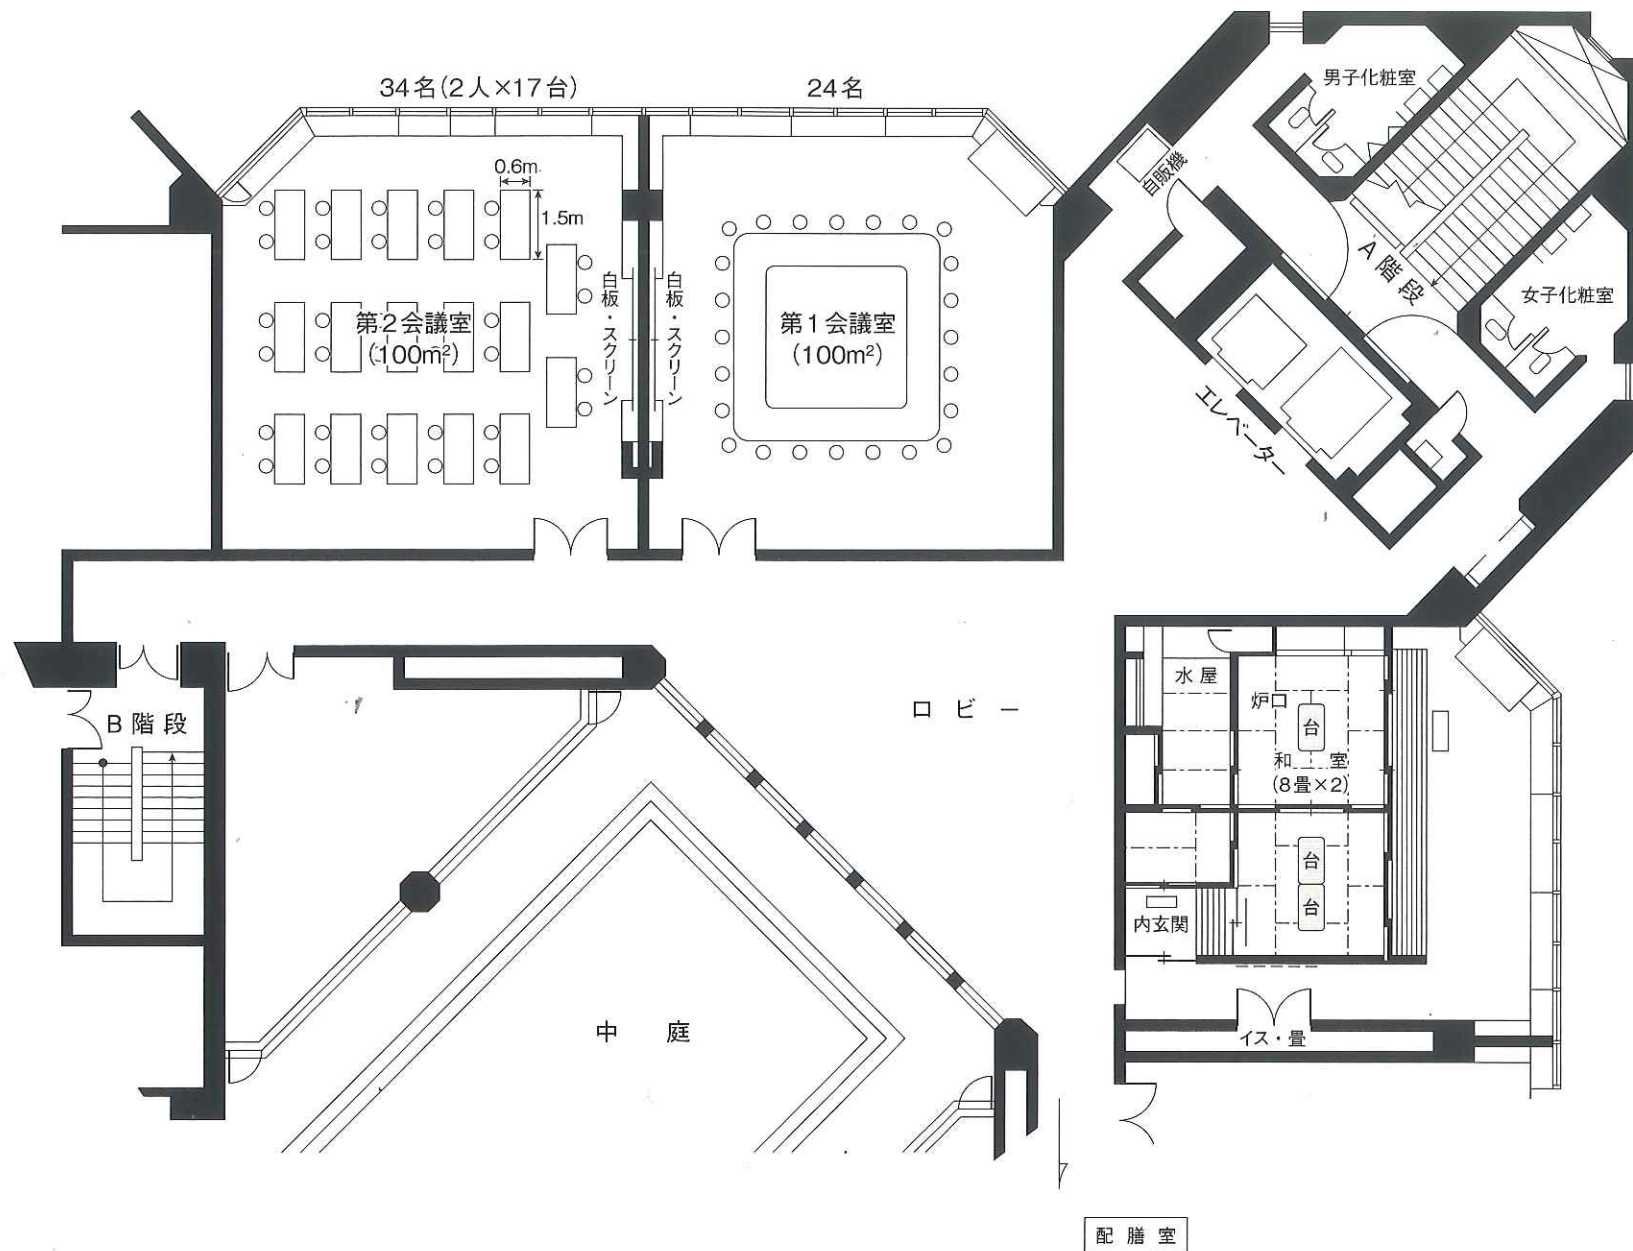 34名(2人×17台)
24名
男子化粧室
自販機
0.6m
1.5m
白板・スクリーン
白板・スクリーン
第2会議室
(100m²)
第1会議室
(100m²)
A階段
女子化粧室
エレベーター
B階段
ロビー
水屋
炉口
台
和室
(8畳×2)
台
台
内玄関
イス・畳
中庭
配膳室